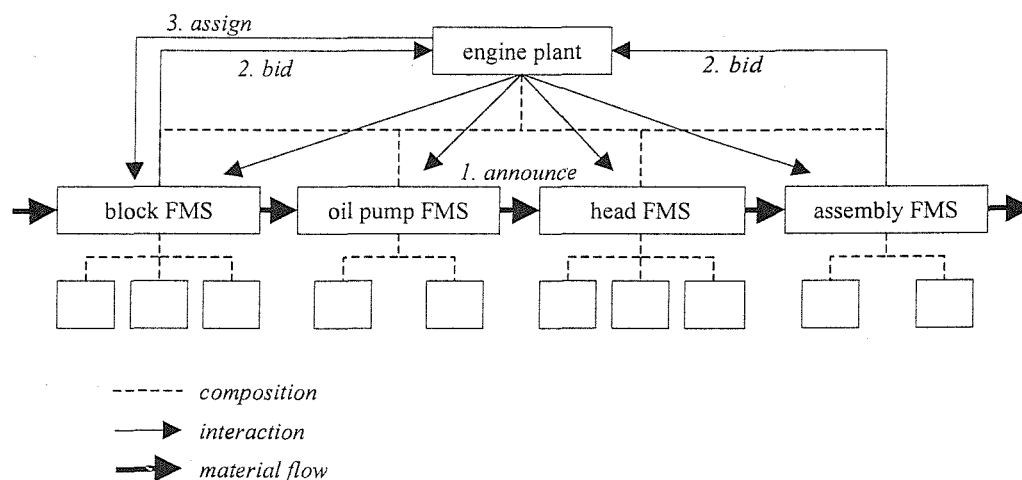 3. assign
engine plant
2. bid
2. bid
1. announce
block FMS
oil pump FMS
head FMS
assembly FMS
composition
interaction
material flow